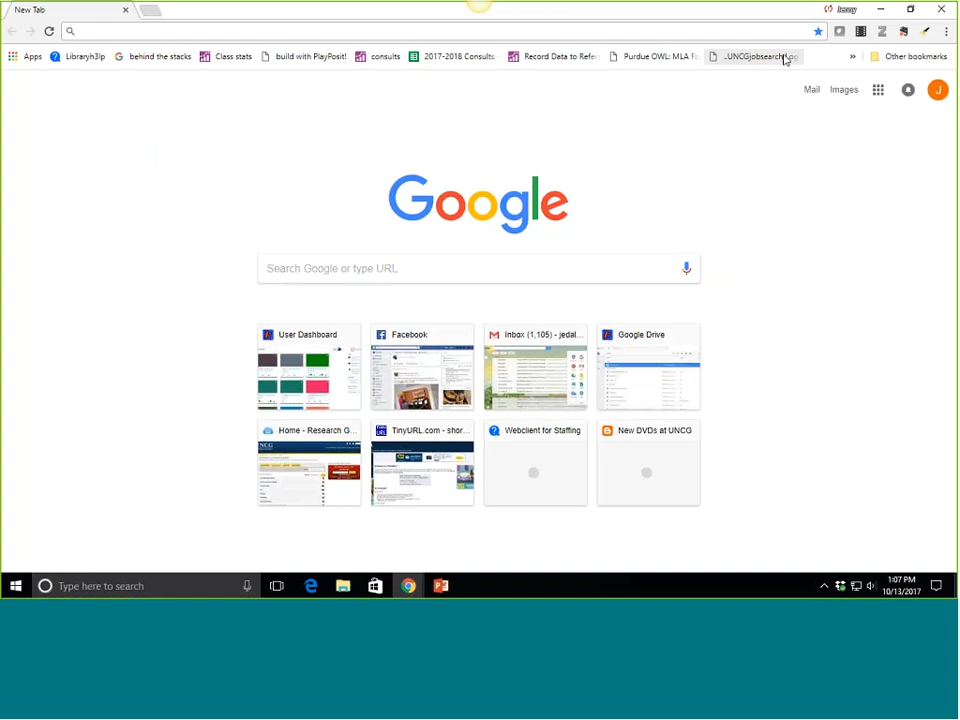 New Tab
Jenny
Apps Libraryh3lp behind the stacks Class stats build with PlayPosit! consults 2017-2018 Consults Record Data to Refer Purdue OWL: MLA Fo ..UNCGjobsearchLog » Other bookmarks
Mail Images J
Google
Search Google or type URL
User Dashboard Facebook Inbox (1,105) - jedal... Google Drive
Home - Research G... TinyURL.com - shor... Webclient for Staffing New DVDs at UNCG
Type here to search
1:07 PM
10/13/2017